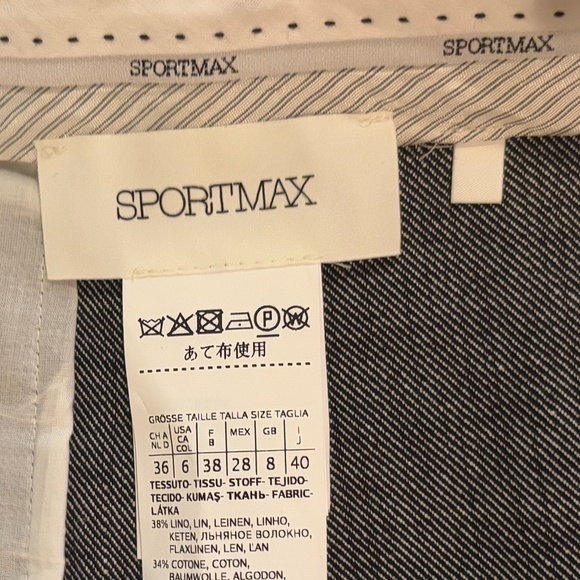 SPORTMAX
SPORTMAX
SPORTMAX
P W
あて布使用
GRÖSSE TAILLE TALLA SIZE TAGLIA
CH A NL D USA CA COL F B MEX GB I J
36 6 38 28 8 40
TESSUTO- TISSU- STOFF- TEJIDO-
TECIDO- KUMAŞ- ТКАНЬ- FABRIC-
LÁTKA
38% LINO, LIN, LEINEN, LINHO,
KETEN, ЛЬНЯНОЕ ВОЛОКНО,
FLAXLINEN, LEN, ĽAN
34% COTONE, COTON,
BAUMWOLLE, ALGODON,